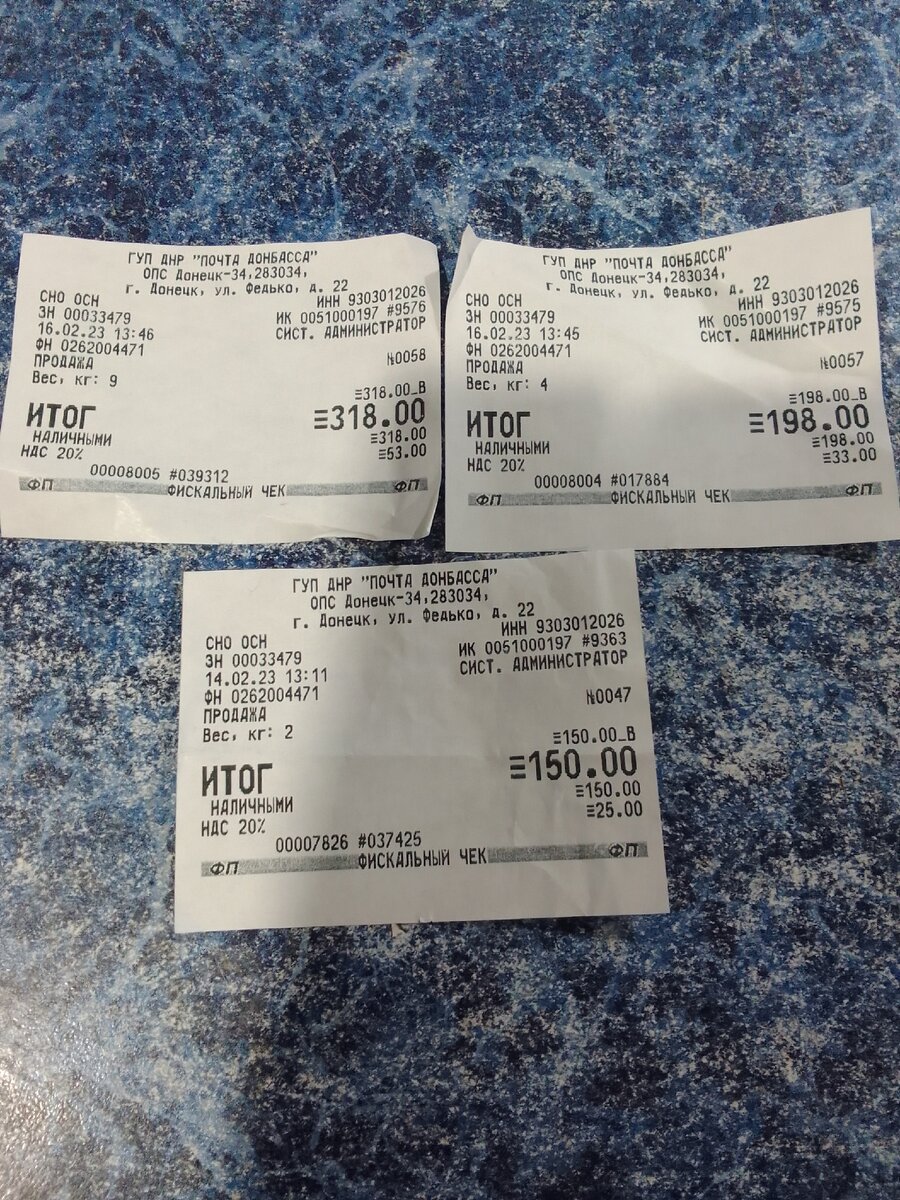 ГУП ДНР "ПОЧТА ДОНБАССА"
ОПС Донецк-34,283034,
г. Донецк, ул. Федько, д. 22
СНО ОСН ИНН 9303012026
ЗН 00033479 ИК 0051000197 #9576
16.02.23 13:46 СИСТ. АДМИНИСТРАТОР
ФН 0262004471
ПРОДАЖА №0058
Вес, кг: 9
≡318.00_В
ИТОГ ≡318.00
НАЛИЧНЫМИ ≡318.00
НДС 20% ≡53.00
00008005 #039312
ФП ФИСКАЛЬНЫЙ ЧЕК ФП
ГУП ДНР "ПОЧТА ДОНБАССА"
ОПС Донецк-34,283034,
г. Донецк, ул. Федько, д. 22
СНО ОСН ИНН 9303012026
ЗН 00033479 ИК 0051000197 #9575
16.02.23 13:45 СИСТ. АДМИНИСТРАТОР
ФН 0262004471
ПРОДАЖА №0057
Вес, кг: 4
≡198.00_В
ИТОГ ≡198.00
НАЛИЧНЫМИ ≡198.00
НДС 20% ≡33.00
00008004 #017884
ФП ФИСКАЛЬНЫЙ ЧЕК ФП
ГУП ДНР "ПОЧТА ДОНБАССА"
ОПС Донецк-34,283034,
г. Донецк, ул. Федько, д. 22
СНО ОСН ИНН 9303012026
ЗН 00033479 ИК 0051000197 #9363
14.02.23 13:11 СИСТ. АДМИНИСТРАТОР
ФН 0262004471
ПРОДАЖА №0047
Вес, кг: 2
≡150.00_В
ИТОГ ≡150.00
НАЛИЧНЫМИ ≡150.00
НДС 20% ≡25.00
00007826 #037425
ФП ФИСКАЛЬНЫЙ ЧЕК ФП